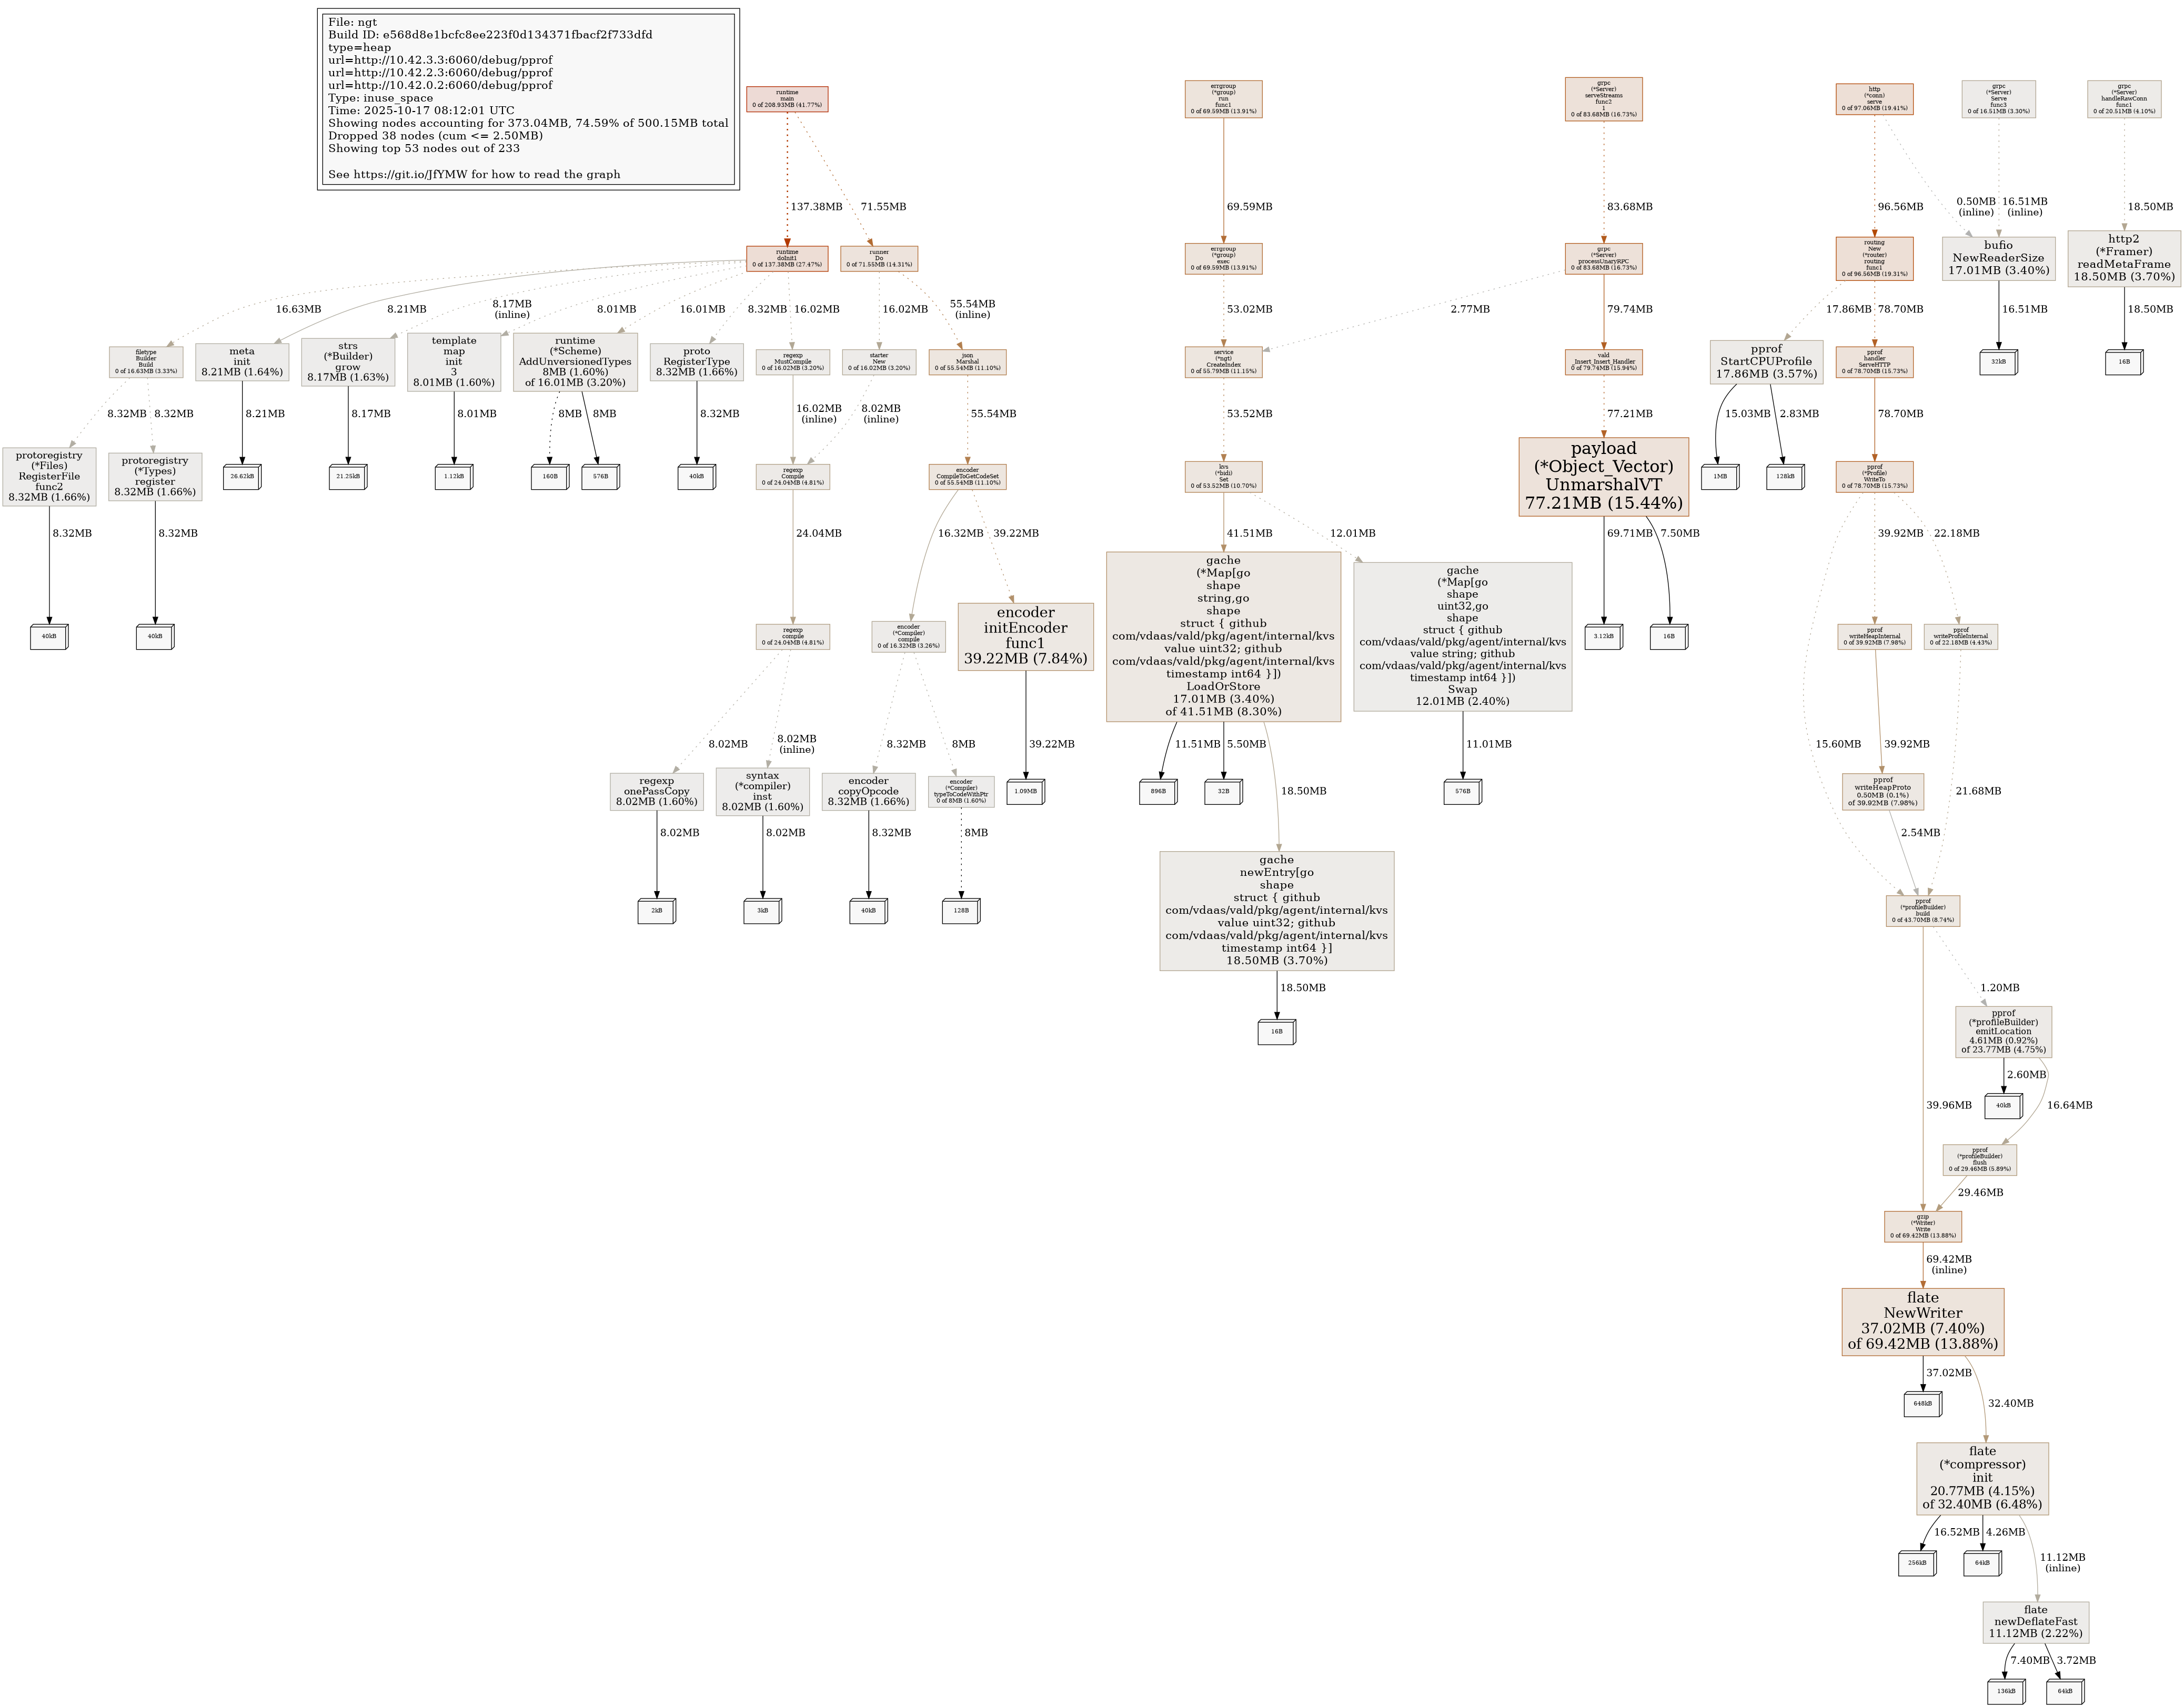 File: ngt
Build ID: e568d8e1bcfc8ee223f0d134371fbacf2f733dfd
type=heap
url=http://10.42.3.3:6060/debug/pprof
url=http://10.42.2.3:6060/debug/pprof
url=http://10.42.0.2:6060/debug/pprof
Type: inuse_space
Time: 2025-10-17 08:12:01 UTC
Showing nodes accounting for 373.04MB, 74.59% of 500.15MB total
Dropped 38 nodes (cum <= 2.50MB)
Showing top 53 nodes out of 233
See https://git.io/JfYMW for how to read the graph
runtime
main
0 of 208.93MB (41.77%)
errgroup
(*group)
run
func1
0 of 69.59MB (13.91%)
grpc
(*Server)
serveStreams
func2
1
0 of 83.68MB (16.73%)
http
(*conn)
serve
0 of 97.06MB (19.41%)
grpc
(*Server)
Serve
func3
0 of 16.51MB (3.30%)
grpc
(*Server)
handleRawConn
func1
0 of 20.51MB (4.10%)
137.38MB
71.55MB
69.59MB
83.68MB
96.56MB
0.50MB
(inline)
16.51MB
(inline)
18.50MB
runtime
doInit1
0 of 137.38MB (27.47%)
runner
Do
0 of 71.55MB (14.31%)
errgroup
(*group)
exec
0 of 69.59MB (13.91%)
grpc
(*Server)
processUnaryRPC
0 of 83.68MB (16.73%)
routing
New
(*router)
routing
func1
0 of 96.56MB (19.31%)
bufio
NewReaderSize
17.01MB (3.40%)
http2
(*Framer)
readMetaFrame
18.50MB (3.70%)
16.63MB
8.21MB
8.17MB
(inline)
8.01MB
16.01MB
8.32MB
16.02MB
16.02MB
55.54MB
(inline)
53.02MB
2.77MB
79.74MB
17.86MB
78.70MB
16.51MB
18.50MB
filetype
Builder
Build
0 of 16.63MB (3.33%)
meta
init
8.21MB (1.64%)
strs
(*Builder)
grow
8.17MB (1.63%)
template
map
init
3
8.01MB (1.60%)
runtime
(*Scheme)
AddUnversionedTypes
8MB (1.60%)
of 16.01MB (3.20%)
proto
RegisterType
8.32MB (1.66%)
regexp
MustCompile
0 of 16.02MB (3.20%)
starter
New
0 of 16.02MB (3.20%)
json
Marshal
0 of 55.54MB (11.10%)
service
(*ngt)
CreateIndex
0 of 55.79MB (11.15%)
vald
_Insert_Insert_Handler
0 of 79.74MB (15.94%)
pprof
StartCPUProfile
17.86MB (3.57%)
pprof
handler
ServeHTTP
0 of 78.70MB (15.73%)
32kB
16B
8.32MB
8.32MB
8.21MB
8.17MB
8.01MB
8MB
8MB
8.32MB
16.02MB
(inline)
8.02MB
(inline)
55.54MB
53.52MB
77.21MB
15.03MB
2.83MB
78.70MB
protoregistry
(*Files)
RegisterFile
func2
8.32MB (1.66%)
protoregistry
(*Types)
register
8.32MB (1.66%)
26.62kB
21.25kB
1.12kB
160B
576B
40kB
regexp
Compile
0 of 24.04MB (4.81%)
encoder
CompileToGetCodeSet
0 of 55.54MB (11.10%)
kvs
(*bidi)
Set
0 of 53.52MB (10.70%)
payload
(*Object_Vector)
UnmarshalVT
77.21MB (15.44%)
1MB
128kB
pprof
(*Profile)
WriteTo
0 of 78.70MB (15.73%)
8.32MB
8.32MB
24.04MB
16.32MB
39.22MB
41.51MB
12.01MB
69.71MB
7.50MB
39.92MB
22.18MB
40kB
40kB
regexp
compile
0 of 24.04MB (4.81%)
encoder
(*Compiler)
compile
0 of 16.32MB (3.26%)
encoder
initEncoder
func1
39.22MB (7.84%)
gache
(*Map[go
shape
string,go
shape
struct { github
com/vdaas/vald/pkg/agent/internal/kvs
value uint32; github
com/vdaas/vald/pkg/agent/internal/kvs
timestamp int64 }])
LoadOrStore
17.01MB (3.40%)
of 41.51MB (8.30%)
gache
(*Map[go
shape
uint32,go
shape
struct { github
com/vdaas/vald/pkg/agent/internal/kvs
value string; github
com/vdaas/vald/pkg/agent/internal/kvs
timestamp int64 }])
Swap
12.01MB (2.40%)
3.12kB
16B
pprof
writeHeapInternal
0 of 39.92MB (7.98%)
pprof
writeProfileInternal
0 of 22.18MB (4.43%)
8.02MB
8.02MB
(inline)
8.32MB
8MB
39.22MB
11.51MB
5.50MB
18.50MB
11.01MB
15.60MB
39.92MB
21.68MB
regexp
onePassCopy
8.02MB (1.60%)
syntax
(*compiler)
inst
8.02MB (1.60%)
encoder
copyOpcode
8.32MB (1.66%)
encoder
(*Compiler)
typeToCodeWithPtr
0 of 8MB (1.60%)
1.09MB
896B
32B
576B
pprof
writeHeapProto
0.50MB (0.1%)
of 39.92MB (7.98%)
8.02MB
8.02MB
8.32MB
8MB
2.54MB
2kB
3kB
40kB
128B
gache
newEntry[go
shape
struct { github
com/vdaas/vald/pkg/agent/internal/kvs
value uint32; github
com/vdaas/vald/pkg/agent/internal/kvs
timestamp int64 }]
18.50MB (3.70%)
pprof
(*profileBuilder)
build
0 of 43.70MB (8.74%)
18.50MB
1.20MB
16B
pprof
(*profileBuilder)
emitLocation
4.61MB (0.92%)
of 23.77MB (4.75%)
39.96MB
2.60MB
16.64MB
40kB
pprof
(*profileBuilder)
flush
0 of 29.46MB (5.89%)
29.46MB
gzip
(*Writer)
Write
0 of 69.42MB (13.88%)
69.42MB
(inline)
flate
NewWriter
37.02MB (7.40%)
of 69.42MB (13.88%)
37.02MB
32.40MB
648kB
flate
(*compressor)
init
20.77MB (4.15%)
of 32.40MB (6.48%)
16.52MB
4.26MB
11.12MB
(inline)
256kB
64kB
flate
newDeflateFast
11.12MB (2.22%)
7.40MB
3.72MB
136kB
64kB